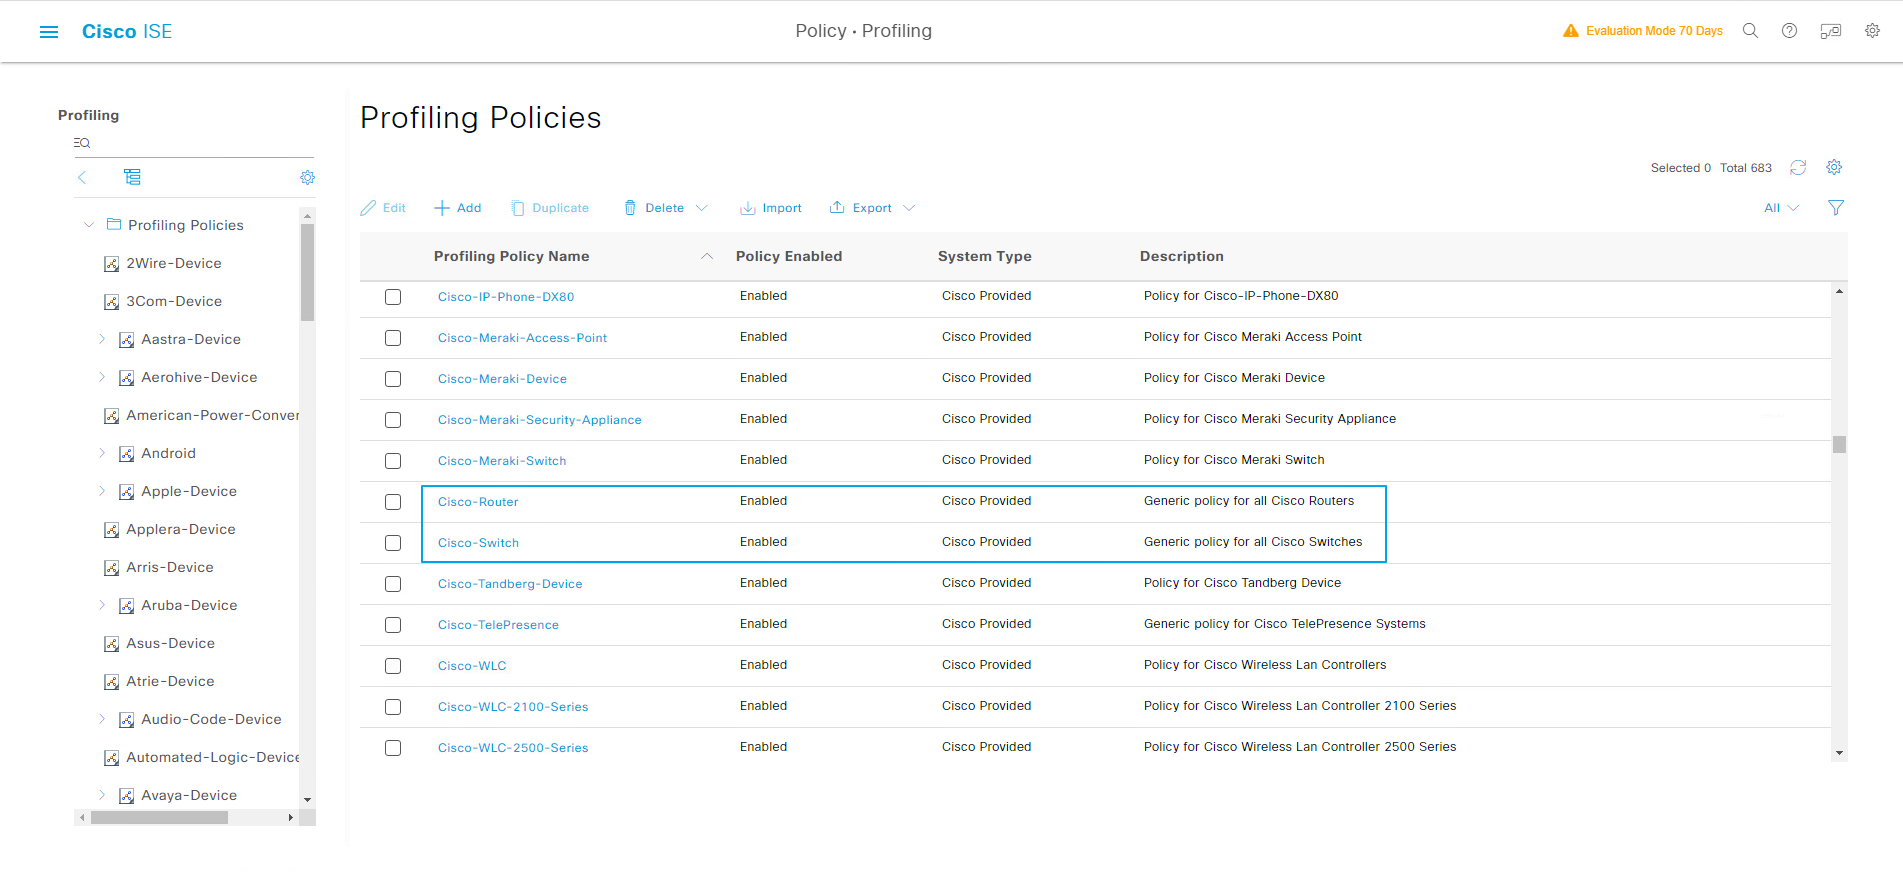 Cisco ISE
Policy · Profiling
Evaluation Mode 70 Days
Profiling
Profiling Policies
2Wire-Device
3Com-Device
Aastra-Device
Aerohive-Device
American-Power-Conver
Android
Apple-Device
Applera-Device
Arris-Device
Aruba-Device
Asus-Device
Atrie-Device
Audio-Code-Device
Automated-Logic-Device
Avaya-Device
Profiling Policies
Selected 0 Total 683
Edit Add Duplicate Delete Import Export All
Profiling Policy Name Policy Enabled System Type Description
Cisco-IP-Phone-DX80 Enabled Cisco Provided Policy for Cisco-IP-Phone-DX80
Cisco-Meraki-Access-Point Enabled Cisco Provided Policy for Cisco Meraki Access Point
Cisco-Meraki-Device Enabled Cisco Provided Policy for Cisco Meraki Device
Cisco-Meraki-Security-Appliance Enabled Cisco Provided Policy for Cisco Meraki Security Appliance
Cisco-Meraki-Switch Enabled Cisco Provided Policy for Cisco Meraki Switch
Cisco-Router Enabled Cisco Provided Generic policy for all Cisco Routers
Cisco-Switch Enabled Cisco Provided Generic policy for all Cisco Switches
Cisco-Tandberg-Device Enabled Cisco Provided Policy for Cisco Tandberg Device
Cisco-TelePresence Enabled Cisco Provided Generic policy for Cisco TelePresence Systems
Cisco-WLC Enabled Cisco Provided Policy for Cisco Wireless Lan Controllers
Cisco-WLC-2100-Series Enabled Cisco Provided Policy for Cisco Wireless Lan Controller 2100 Series
Cisco-WLC-2500-Series Enabled Cisco Provided Policy for Cisco Wireless Lan Controller 2500 Series